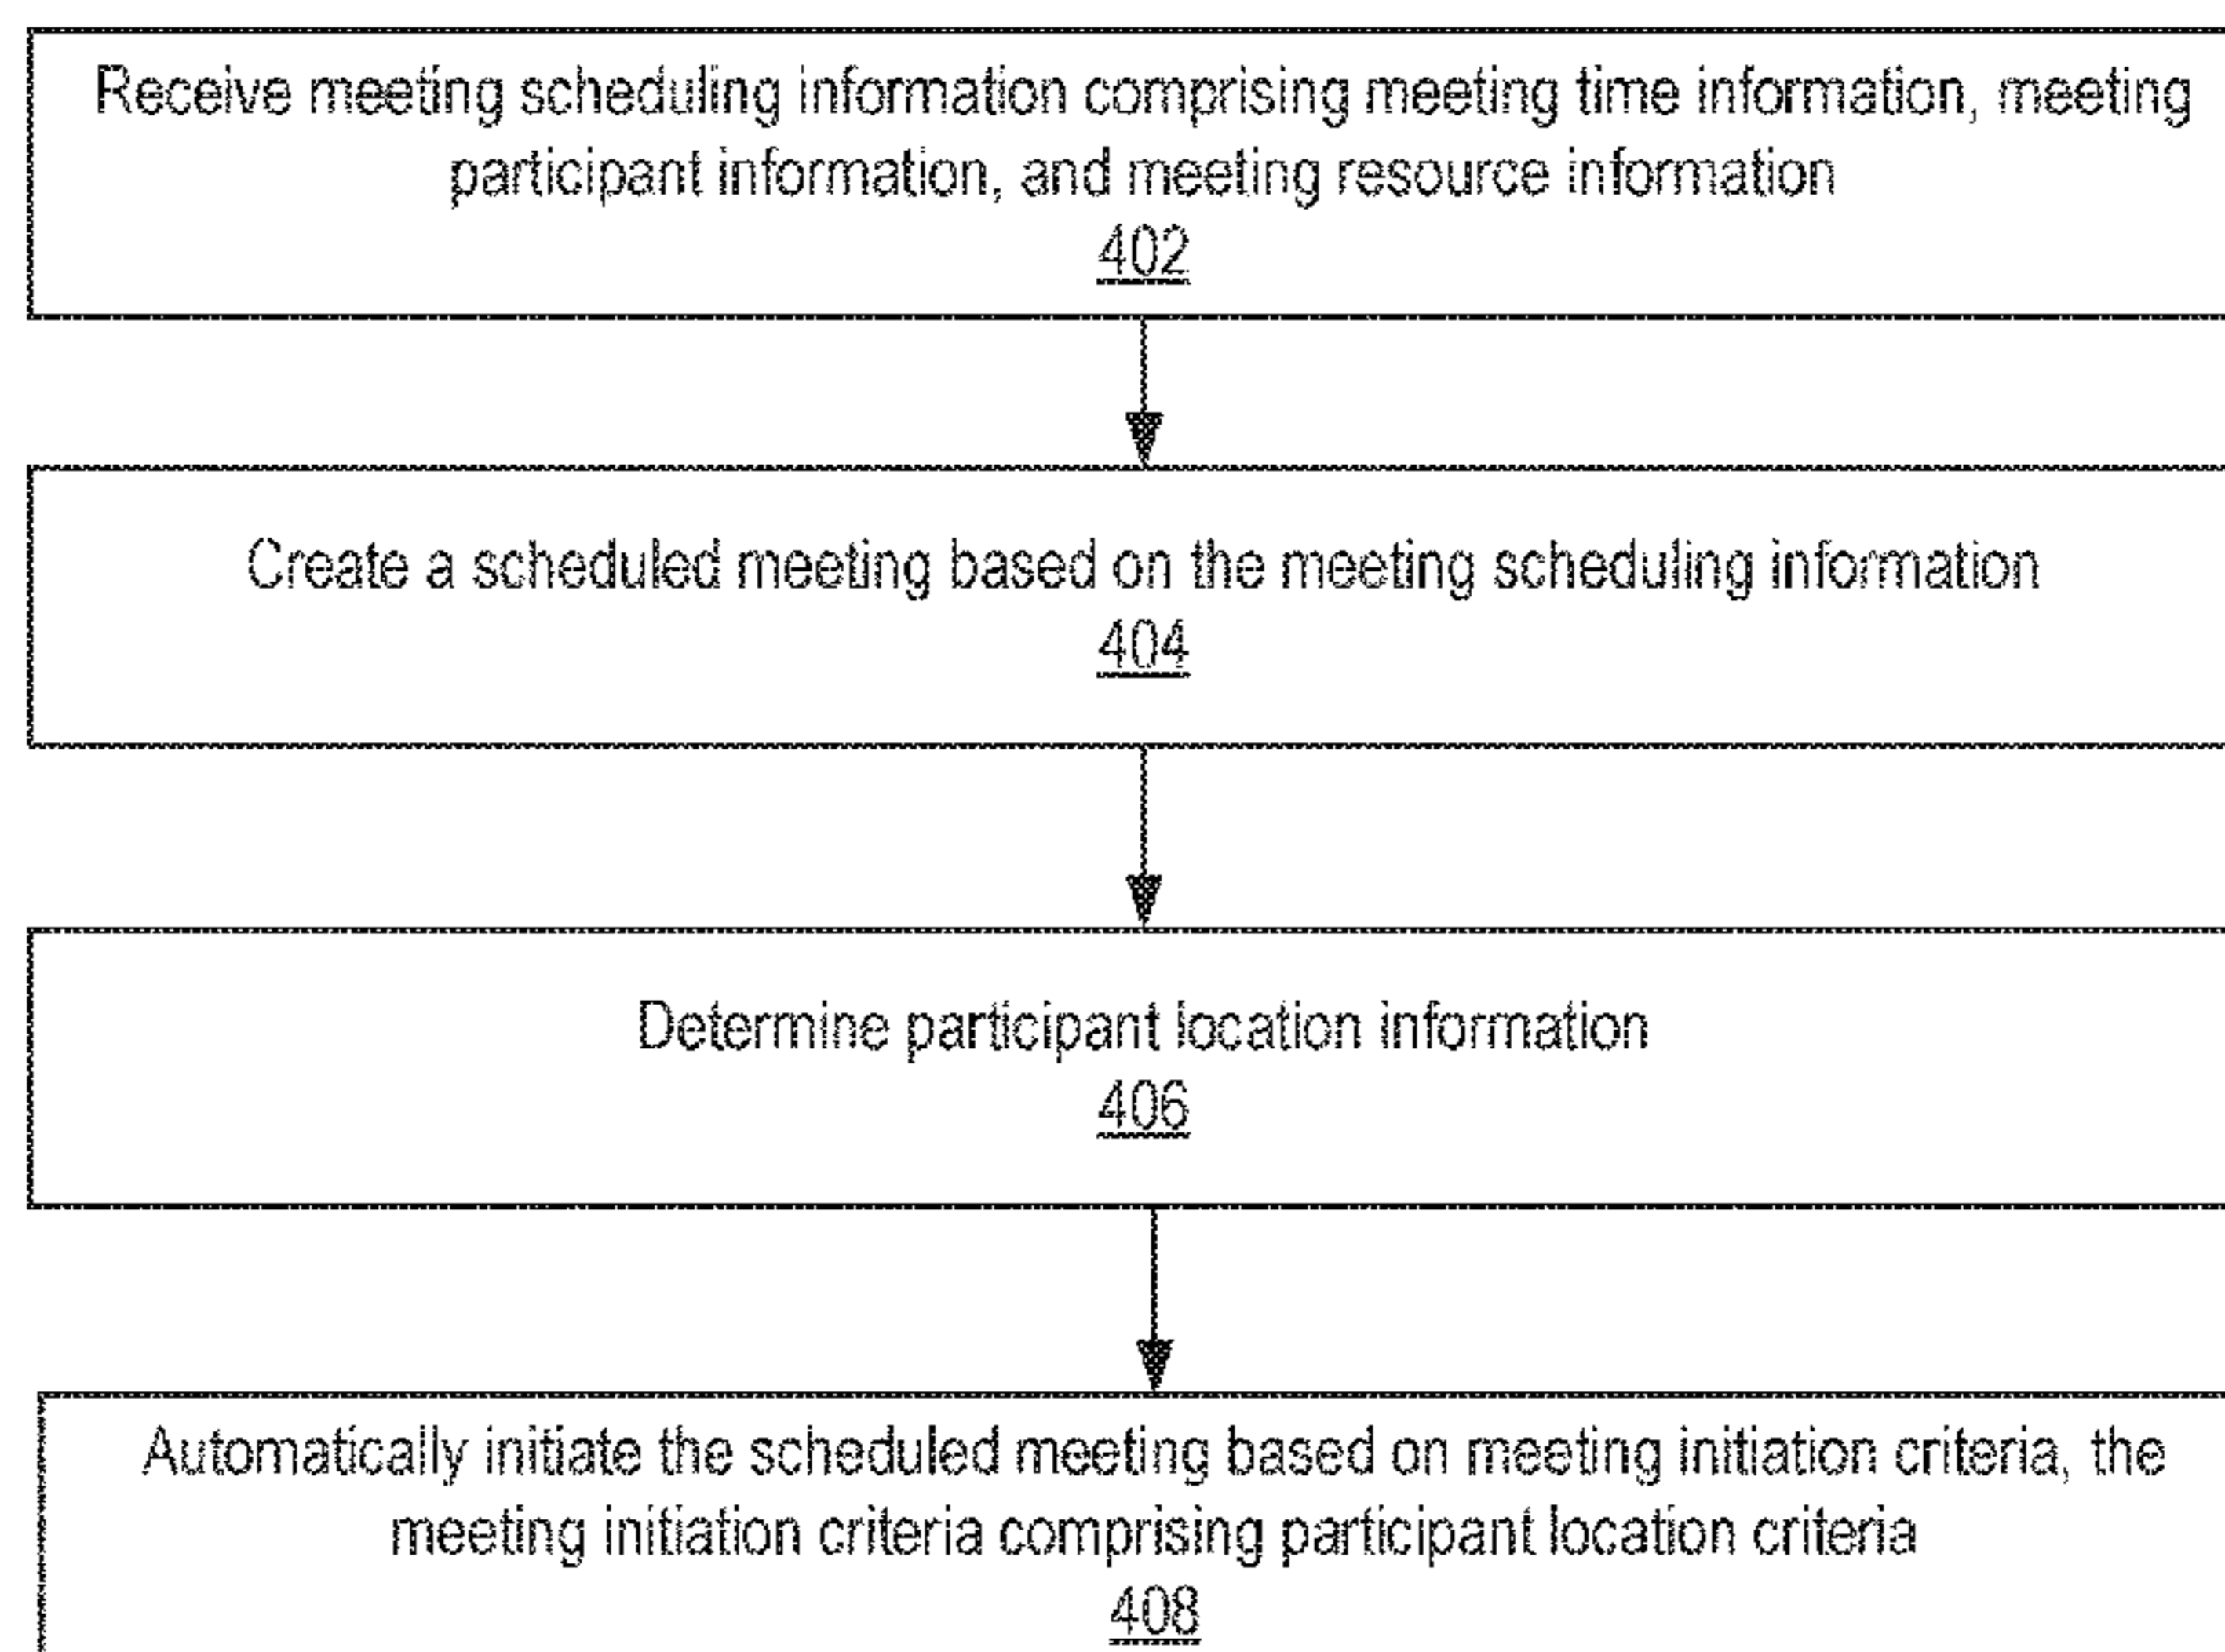 Receive meeting scheduling information comprising meeting time information, meeting
participant information, and meeting resource information
402
Create a scheduled meeting based on the meeting scheduling information
404
Determine participant location information
406
Automatically initiate the scheduled meeting based on meeting initiation criteria, the
meeting initiation criteria comprising participant location criteria
408